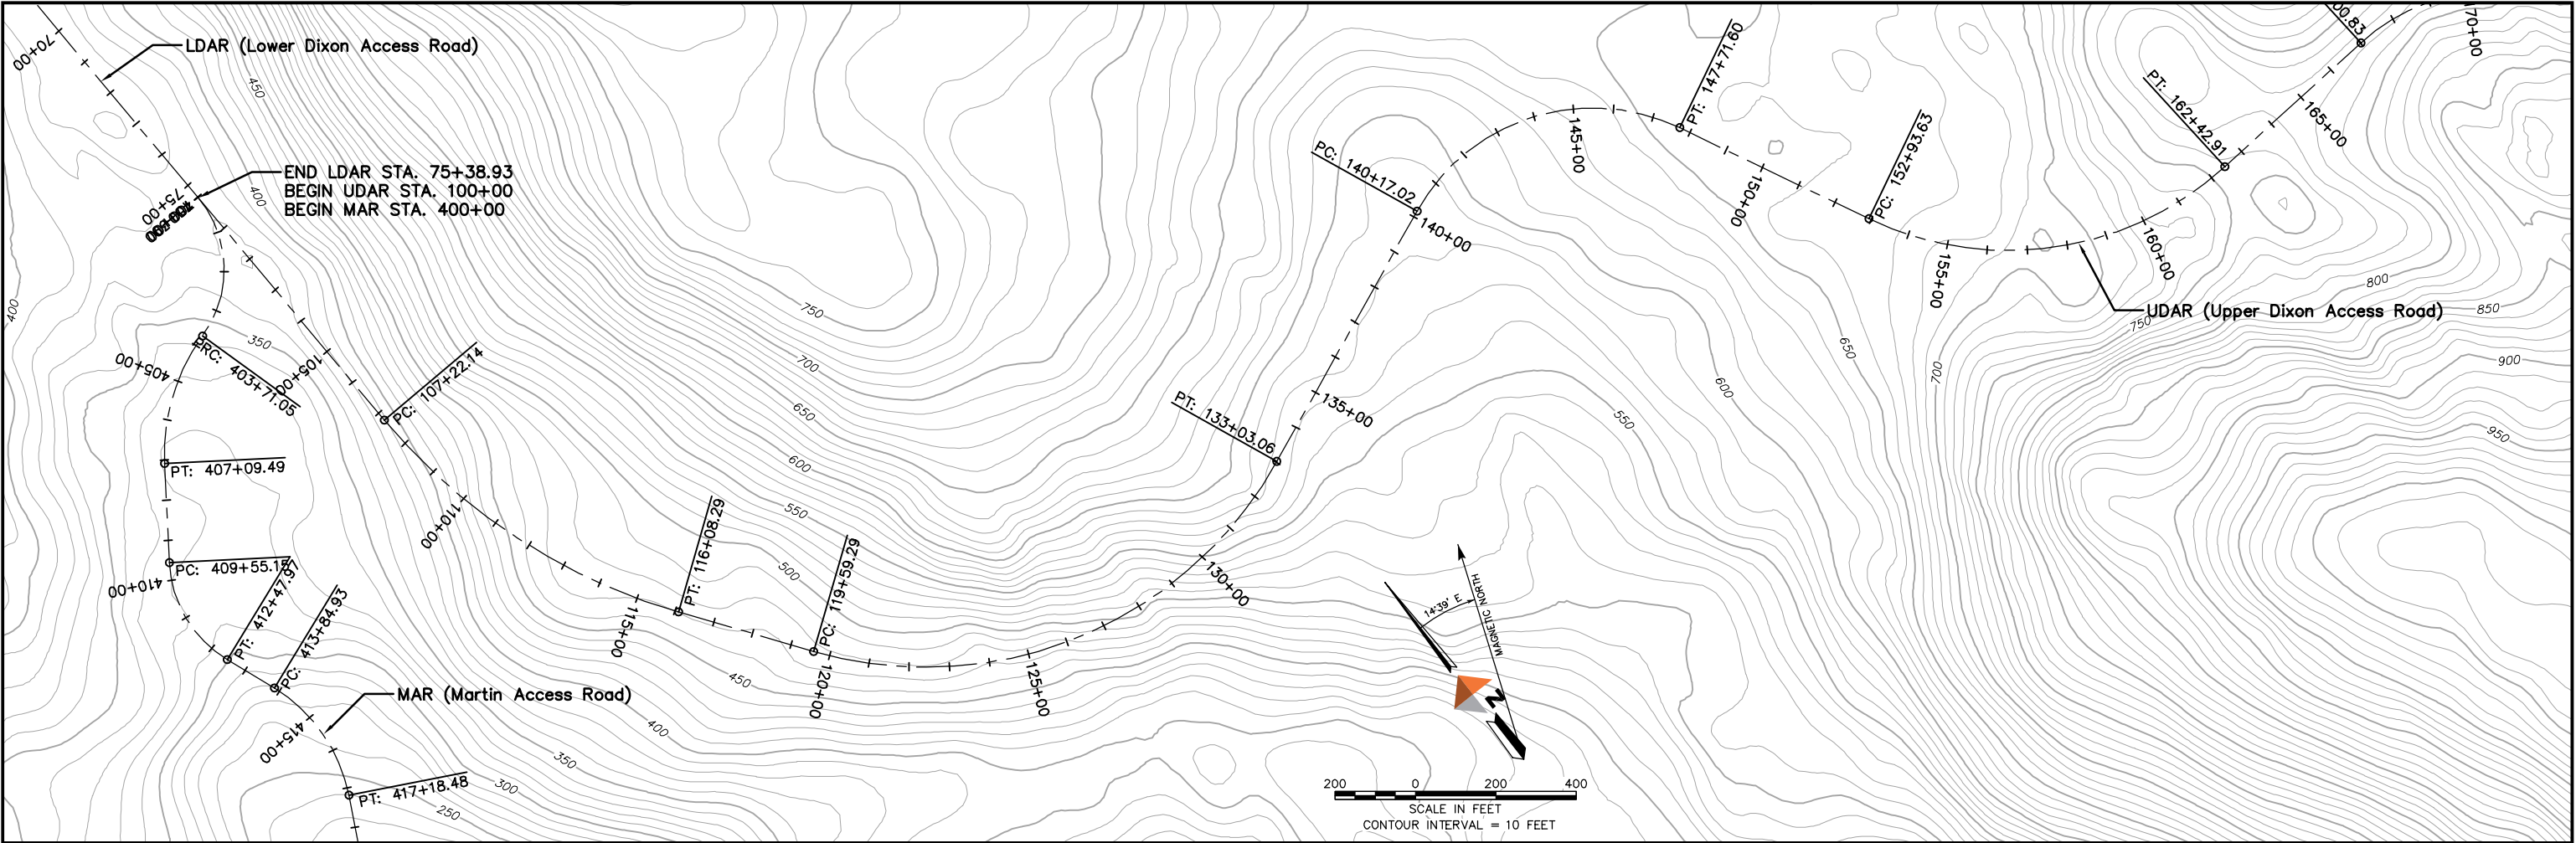 70+00
LDAR (Lower Dixon Access Road)
450
END LDAR STA. 75+38.93
BEGIN UDAR STA. 100+00
BEGIN MAR STA. 400+00
75+00
400
400
350
PRC: 403+71.05
405+00
105+00
PC: 107+22.14
PT: 407+09.49
110+00
PC: 409+55.15
410+00
PT: 412+47.97
PC: 413+84.93
MAR (Martin Access Road)
415+00
PT: 417+18.48
250
300
350
400
450
500
550
600
650
700
750
115+00
PT: 116+08.29
PC: 119+59.29
120+00
125+00
130+00
PT: 133+03.06
135+00
PC: 140+17.02
140+00
145+00
PT: 147+71.60
150+00
PC: 152+93.63
155+00
160+00
PT: 162+42.91
165+00
00.83
170+00
UDAR (Upper Dixon Access Road)
550
600
650
700
750
800
850
900
950
14°39' E
MAGNETIC NORTH
N
200 0 200 400
SCALE IN FEET
CONTOUR INTERVAL = 10 FEET